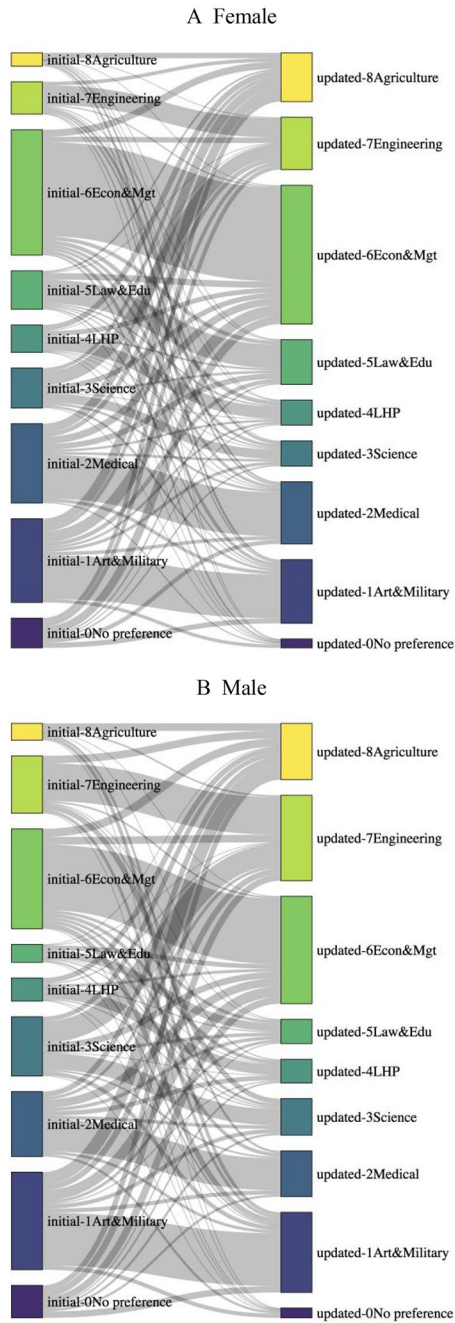 A Female
initial-8Agriculture
updated-8Agriculture
initial-7Engineering
updated-7Engineering
initial-6Econ&Mgt
updated-6Econ&Mgt
initial-5Law&Edu
updated-5Law&Edu
initial-4LHP
updated-4LHP
initial-3Science
updated-3Science
initial-2Medical
updated-2Medical
initial-1Art&Military
updated-1Art&Military
initial-0No preference
updated-0No preference
B Male
initial-8Agriculture
updated-8Agriculture
initial-7Engineering
updated-7Engineering
initial-6Econ&Mgt
updated-6Econ&Mgt
initial-5Law&Edu
updated-5Law&Edu
initial-4LHP
updated-4LHP
initial-3Science
updated-3Science
initial-2Medical
updated-2Medical
initial-1Art&Military
updated-1Art&Military
initial-0No preference
updated-0No preference